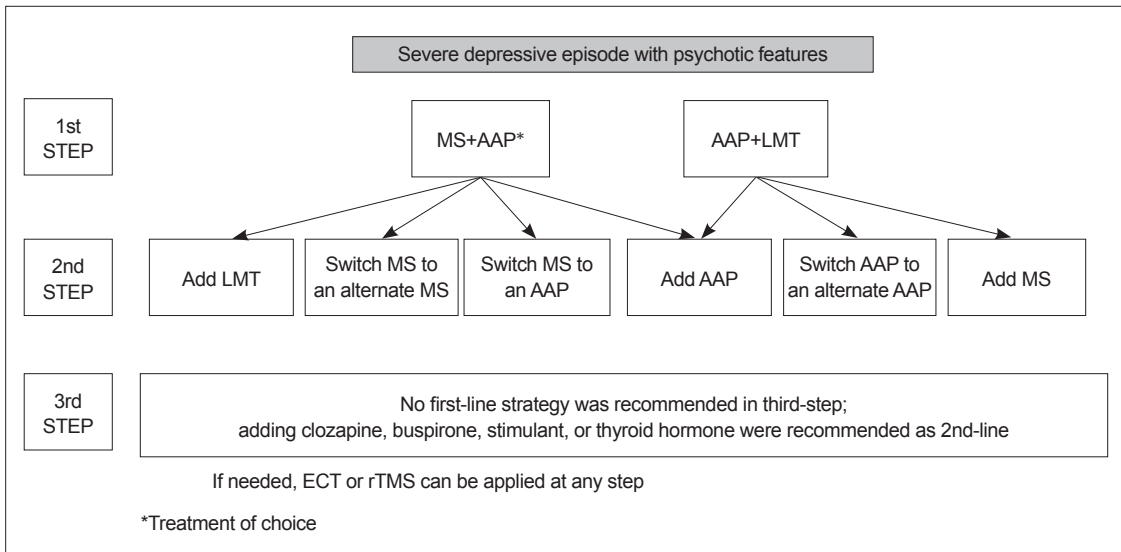 Severe depressive episode with psychotic features
1st
STEP
MS+AAP*
AAP+LMT
2nd
STEP
Add LMT
Switch MS to
an alternate MS
Switch MS to
an AAP
Add AAP
Switch AAP to
an alternate AAP
Add MS
3rd
STEP
No first-line strategy was recommended in third-step;
adding clozapine, buspirone, stimulant, or thyroid hormone were recommended as 2nd-line
If needed, ECT or rTMS can be applied at any step
*Treatment of choice